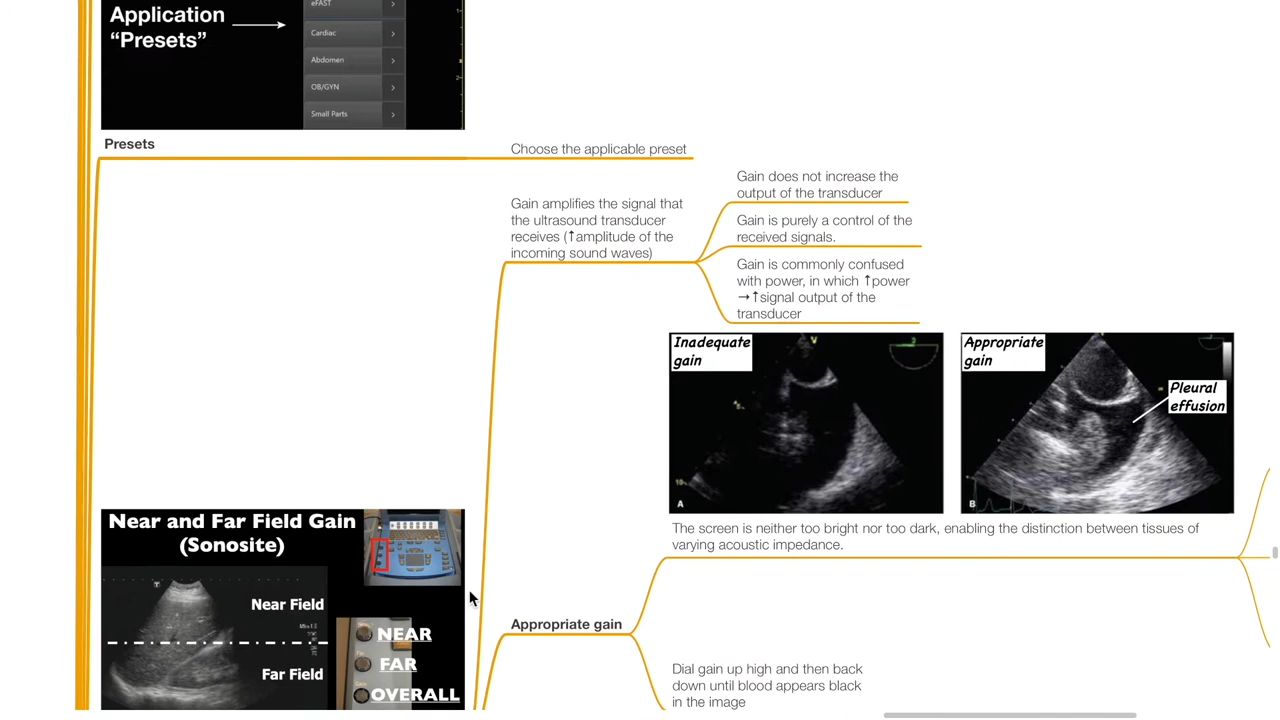 Application
“Presets”
eFAST
Cardiac
Abdomen
OB/GYN
Small Parts
Presets
Choose the applicable preset
Gain amplifies the signal that
the ultrasound transducer
receives (↑amplitude of the
incoming sound waves)
Gain does not increase the
output of the transducer
Gain is purely a control of the
received signals.
Gain is commonly confused
with power, in which ↑power
→↑signal output of the
transducer
Inadequate
gain
V
A
10
Appropriate
gain
Pleural
effusion
B
The screen is neither too bright nor too dark, enabling the distinction between tissues of
varying acoustic impedance.
Near and Far Field Gain
(Sonosite)
Near Field
Far Field
NEAR
FAR
OVERALL
Appropriate gain
Dial gain up high and then back
down until blood appears black
in the image